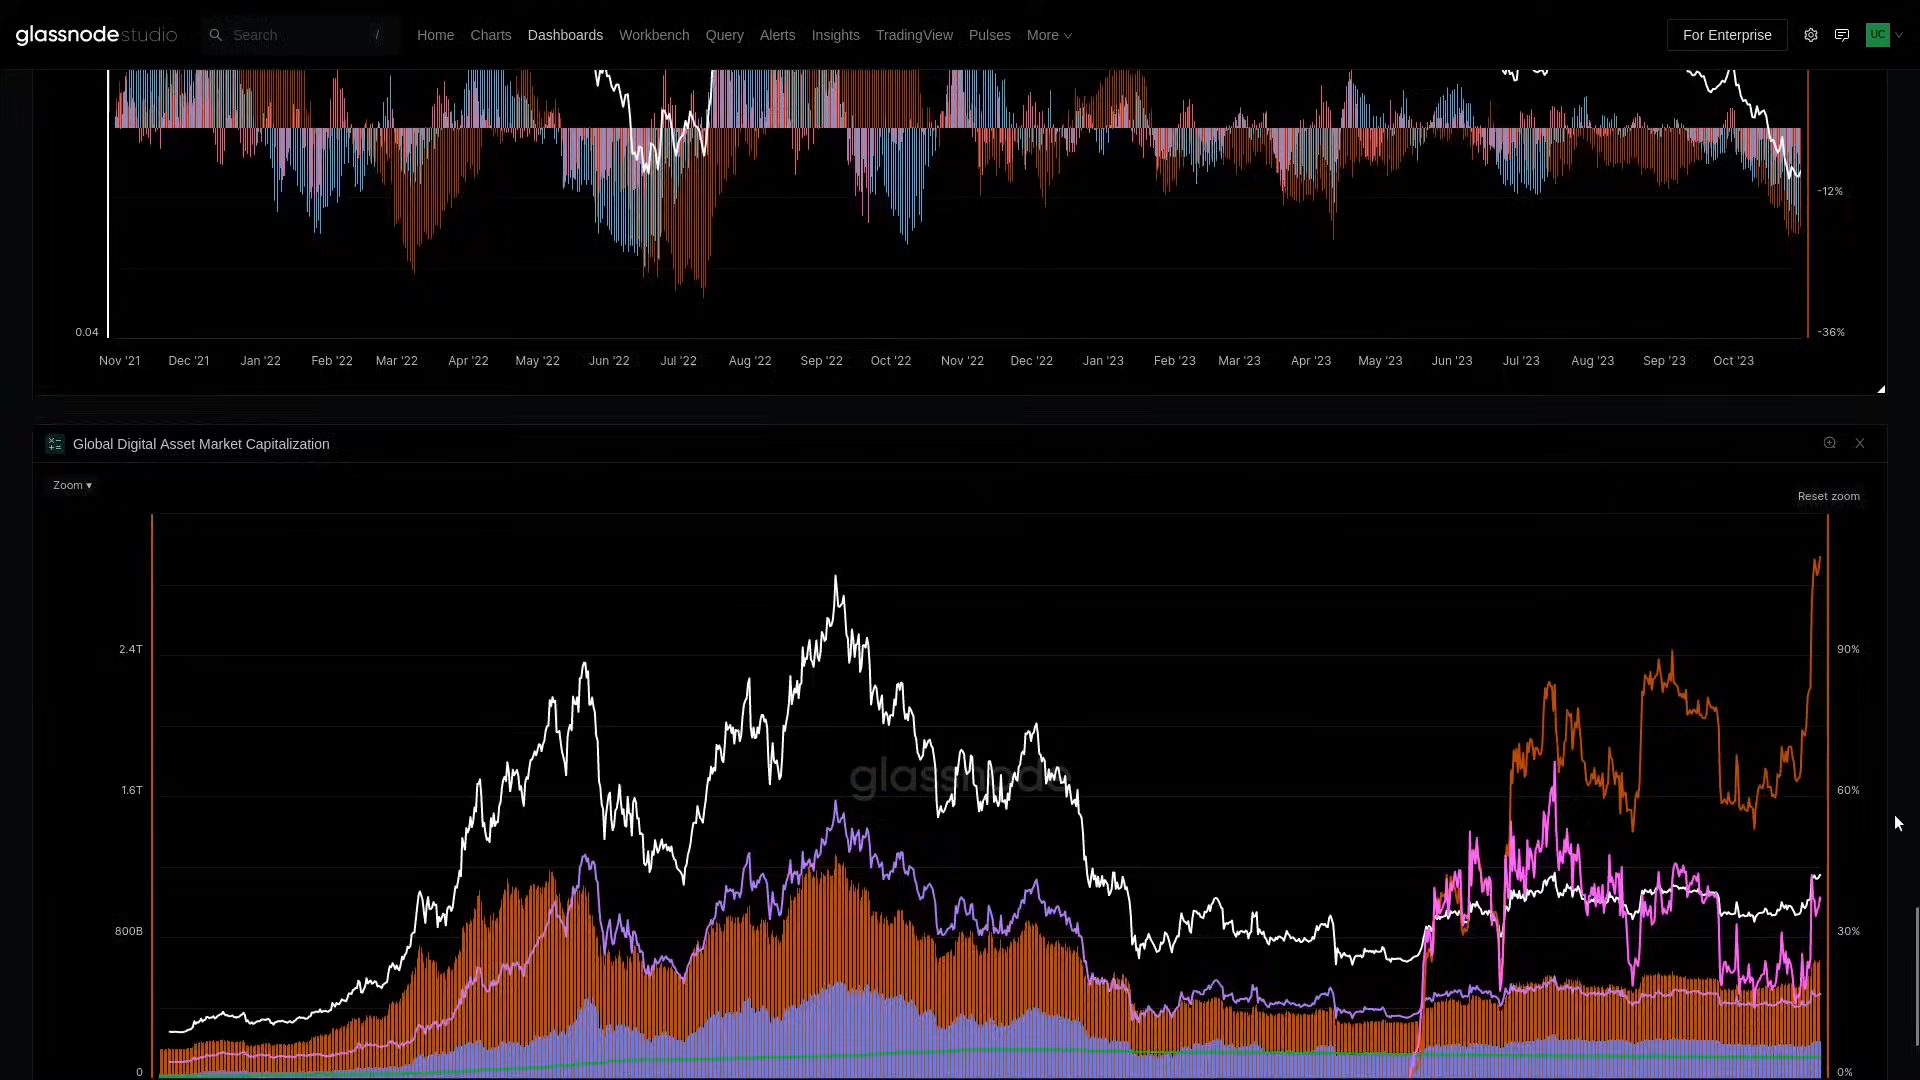 glassnodestudio Search / Home Charts Dashboards Workbench Query Alerts Insights TradingView Pulses More For Enterprise UC
-12%
0.04 -36%
Nov '21 Dec '21 Jan '22 Feb '22 Mar '22 Apr '22 May '22 Jun '22 Jul '22 Aug '22 Sep '22 Oct '22 Nov '22 Dec '22 Jan '23 Feb '23 Mar '23 Apr '23 May '23 Jun '23 Jul '23 Aug '23 Sep '23 Oct '23
Global Digital Asset Market Capitalization
Zoom ▾
Reset zoom
2.4T 90%
glassnode
1.6T 60%
800B 30%
0 0%